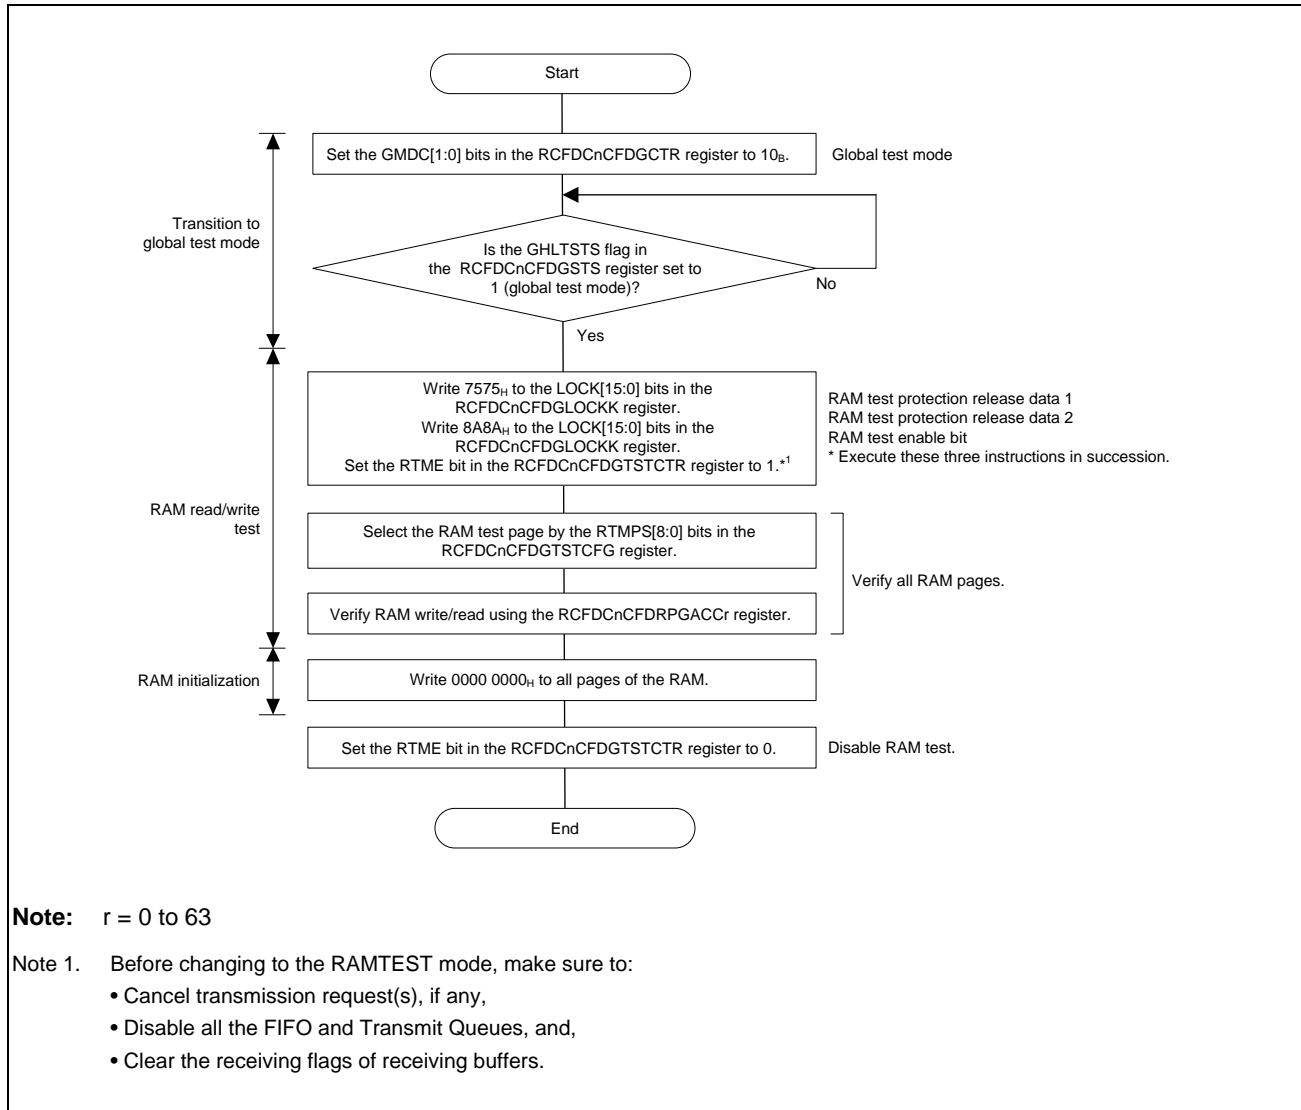 Start
Set the GMDC[1:0] bits in the RCFDCnCFDGCTR register to 10B.
Global test mode
Transition to
global test mode
Is the GHLTSTS flag in
the RCFDCnCFDGSTS register set to
1 (global test mode)?
No
Yes
Write 7575H to the LOCK[15:0] bits in the
RCFDCnCFDGLOCKK register.
Write 8A8AH to the LOCK[15:0] bits in the
RCFDCnCFDGLOCKK register.
Set the RTME bit in the RCFDCnCFDGTSTCTR register to 1.*1
RAM test protection release data 1
RAM test protection release data 2
RAM test enable bit
* Execute these three instructions in succession.
RAM read/write
test
Select the RAM test page by the RTMPS[8:0] bits in the
RCFDCnCFDGTSTCFG register.
Verify all RAM pages.
Verify RAM write/read using the RCFDCnCFDRPGACCr register.
RAM initialization
Write 0000 0000H to all pages of the RAM.
Set the RTME bit in the RCFDCnCFDGTSTCTR register to 0.
Disable RAM test.
End
Note: r = 0 to 63
Note 1. Before changing to the RAMTEST mode, make sure to:
• Cancel transmission request(s), if any,
• Disable all the FIFO and Transmit Queues, and,
• Clear the receiving flags of receiving buffers.